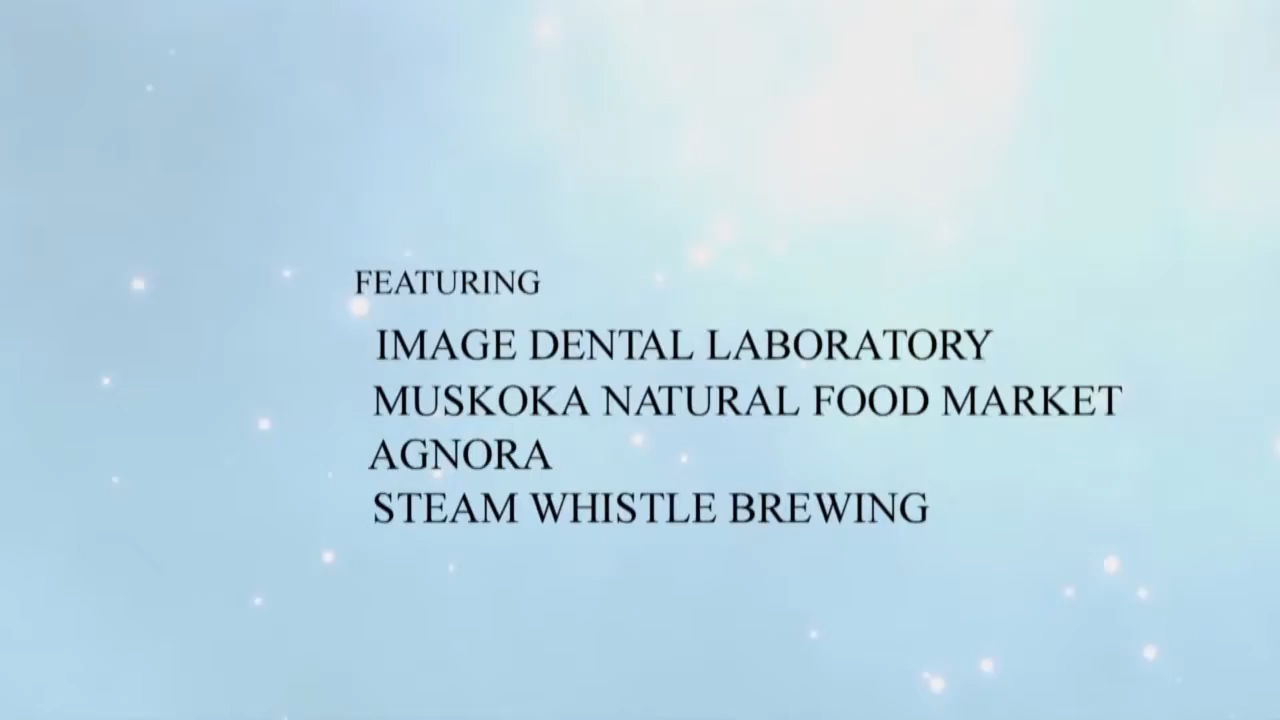 FEATURING
IMAGE DENTAL LABORATORY
MUSKOKA NATURAL FOOD MARKET
AGNORA
STEAM WHISTLE BREWING